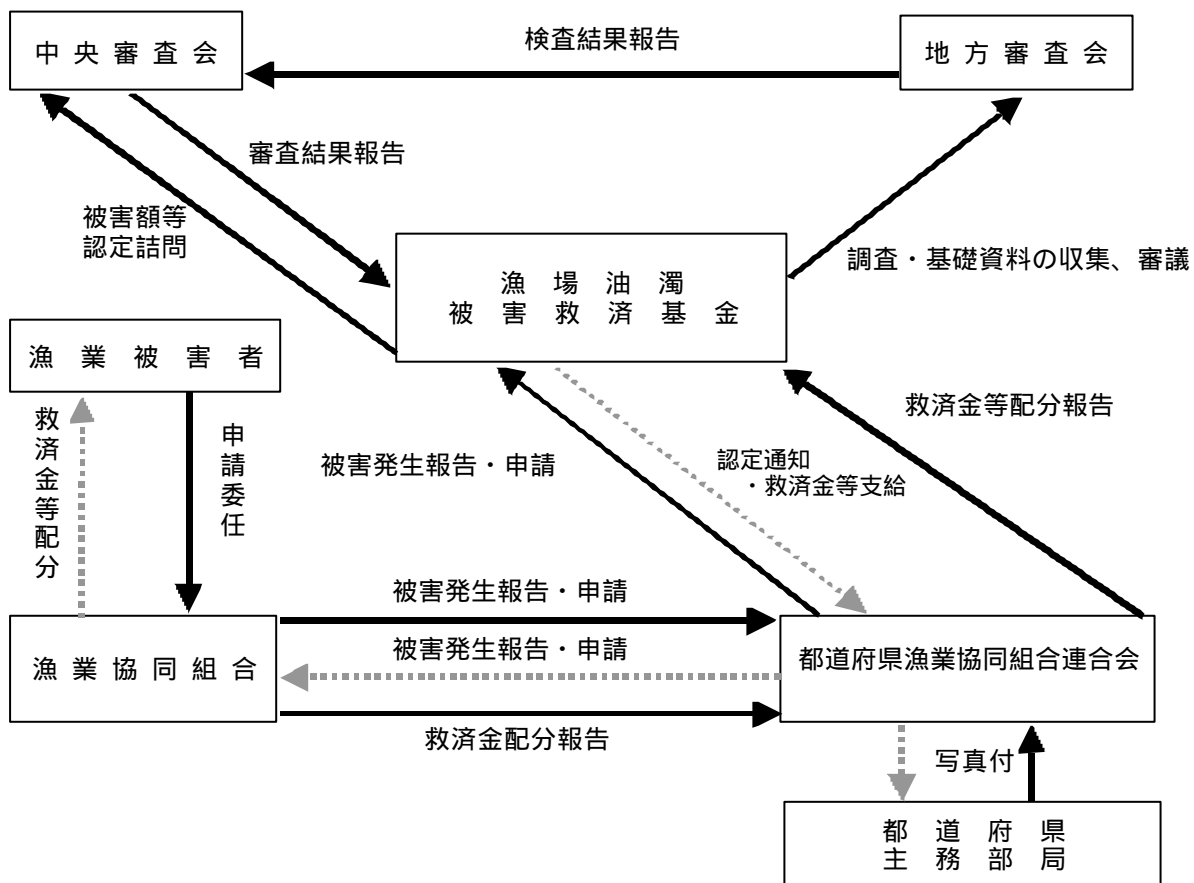 中央審査会
検査結果報告
地方審査会
審査結果報告
被害額等
認定詰問
漁場油濁
被害救済基金
調査・基礎資料の収集、審議
漁業被害者
救済金等配分
申請委任
被害発生報告・申請
認定通知
・救済金等支給
救済金等配分報告
漁業協同組合
被害発生報告・申請
被害発生報告・申請
救済金配分報告
都道府県漁業協同組合連合会
写真付
都道府県
主務部局